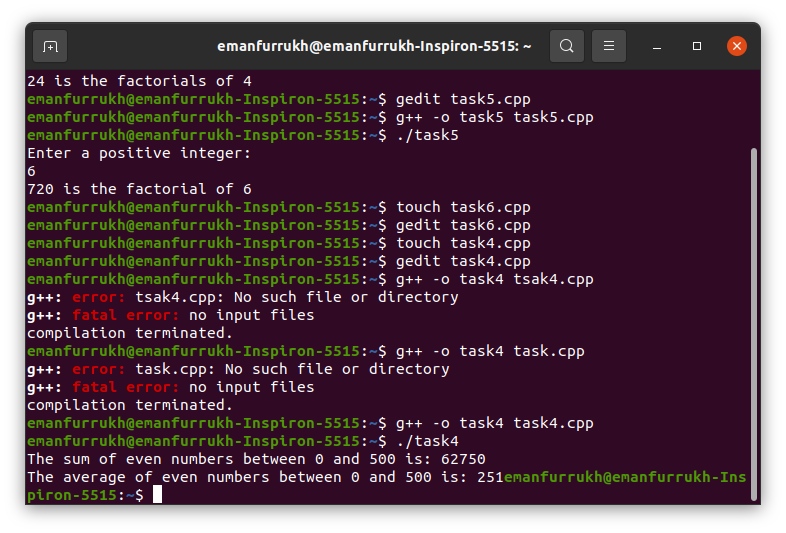 emanfurrukh@emanfurrukh-Inspiron-5515: ~
24 is the factorials of 4
emanfurrukh@emanfurrukh-Inspiron-5515:~$ gedit task5.cpp
emanfurrukh@emanfurrukh-Inspiron-5515:~$ g++ -o task5 task5.cpp
emanfurrukh@emanfurrukh-Inspiron-5515:~$ ./task5
Enter a positive integer:
6
720 is the factorial of 6
emanfurrukh@emanfurrukh-Inspiron-5515:~$ touch task6.cpp
emanfurrukh@emanfurrukh-Inspiron-5515:~$ gedit task6.cpp
emanfurrukh@emanfurrukh-Inspiron-5515:~$ touch task4.cpp
emanfurrukh@emanfurrukh-Inspiron-5515:~$ gedit task4.cpp
emanfurrukh@emanfurrukh-Inspiron-5515:~$ g++ -o task4 tsak4.cpp
g++: error: tsak4.cpp: No such file or directory
g++: fatal error: no input files
compilation terminated.
emanfurrukh@emanfurrukh-Inspiron-5515:~$ g++ -o task4 task.cpp
g++: error: task.cpp: No such file or directory
g++: fatal error: no input files
compilation terminated.
emanfurrukh@emanfurrukh-Inspiron-5515:~$ g++ -o task4 task4.cpp
emanfurrukh@emanfurrukh-Inspiron-5515:~$ ./task4
The sum of even numbers between 0 and 500 is: 62750
The average of even numbers between 0 and 500 is: 251emanfurrukh@emanfurrukh-Ins
piron-5515:~$